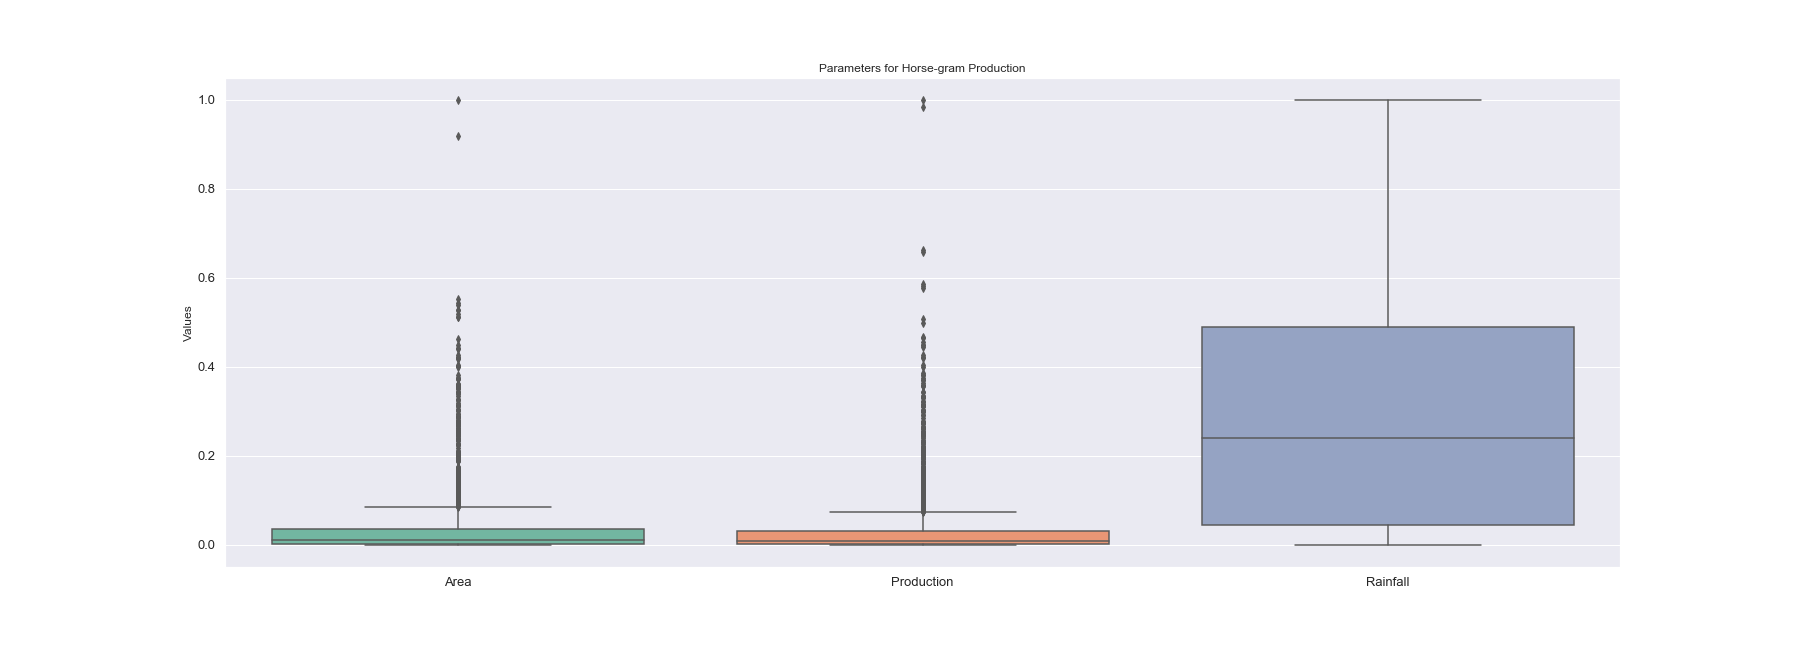 Parameters for Horse-gram Production
1.0
0.8
0.6
0.4
0.2
0.0
Values
Area
Production
Rainfall